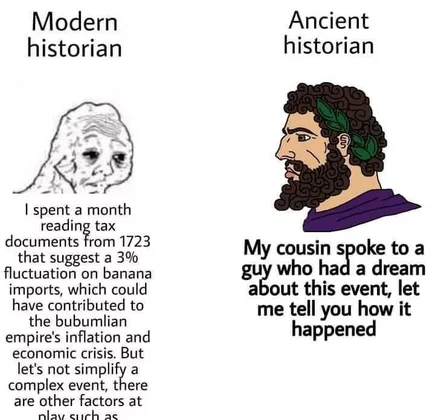 Modern
historian
I spent a month
reading tax
documents from 1723
that suggest a 3%
fluctuation on banana
imports, which could
have contributed to
the bubumlian
empire's inflation and
economic crisis. But
let's not simplify a
complex event, there
are other factors at
play such as
Ancient
historian
My cousin spoke to a
guy who had a dream
about this event, let
me tell you how it
happened